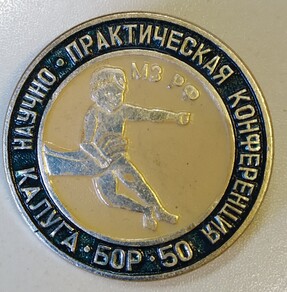 НАУЧНО · ПРАКТИЧЕСКАЯ КОНФЕРЕНЦИЯ
МЗ РФ
КАЛУГА · БОР · 50